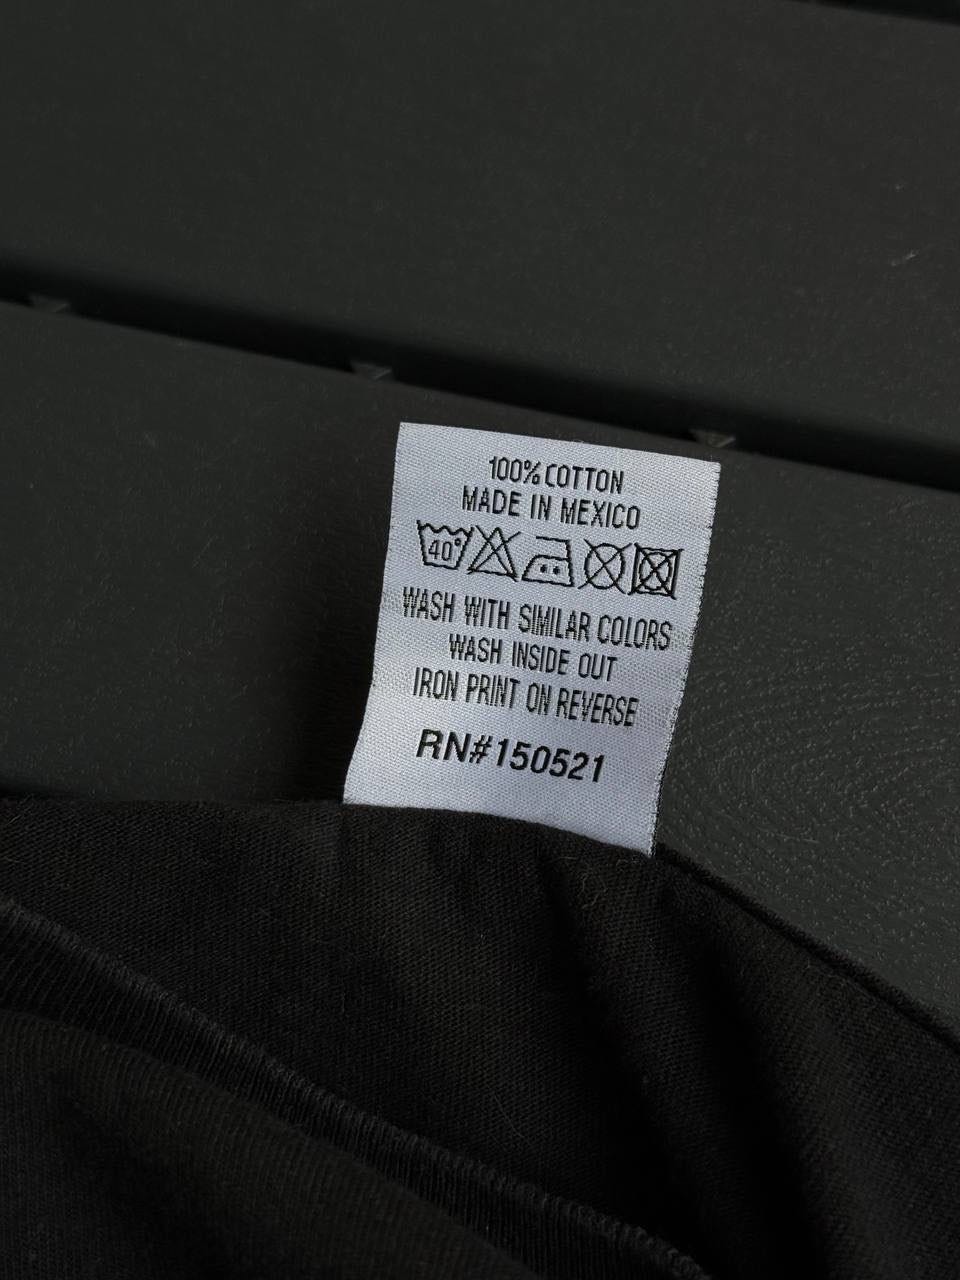 100% COTTON
MADE IN MEXICO
40°
WASH WITH SIMILAR COLORS
WASH INSIDE OUT
IRON PRINT ON REVERSE
RN#150521